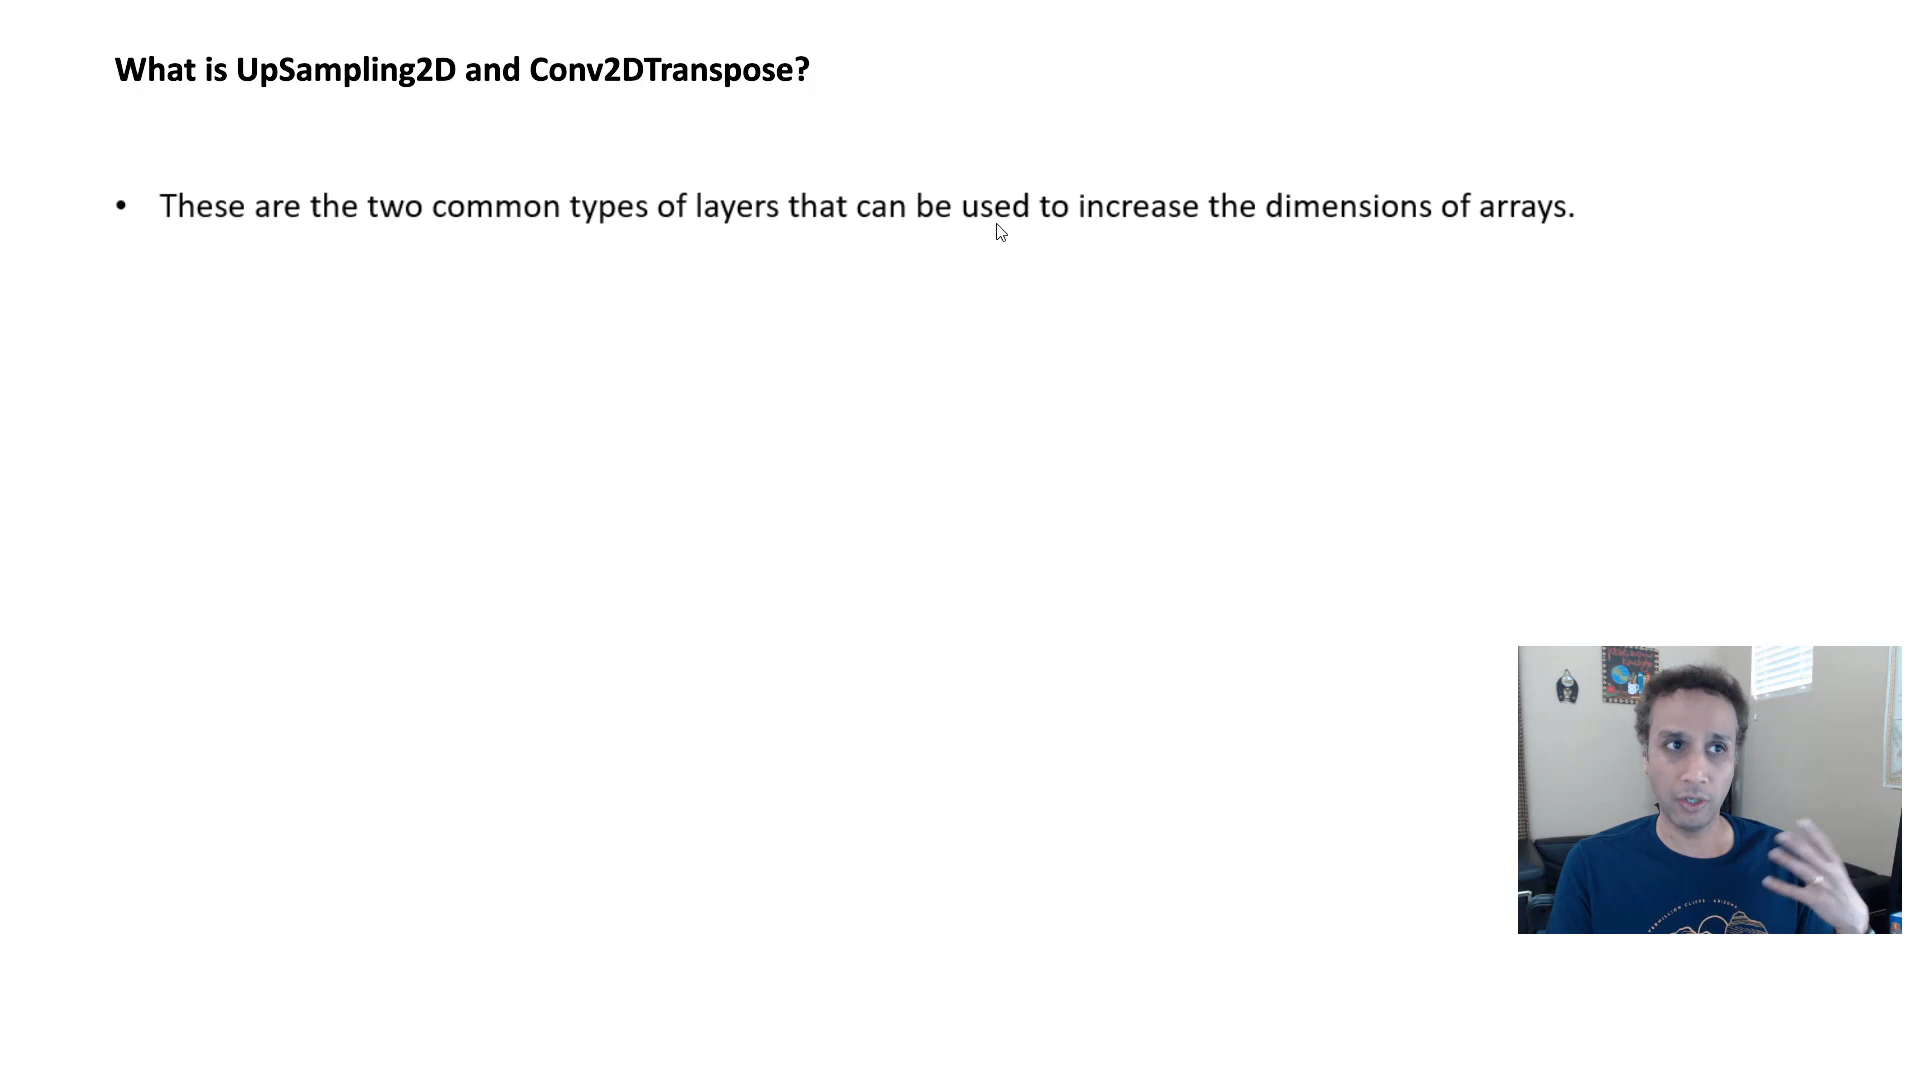 What is UpSampling2D and Conv2DTranspose?
• These are the two common types of layers that can be used to increase the dimensions of arrays.